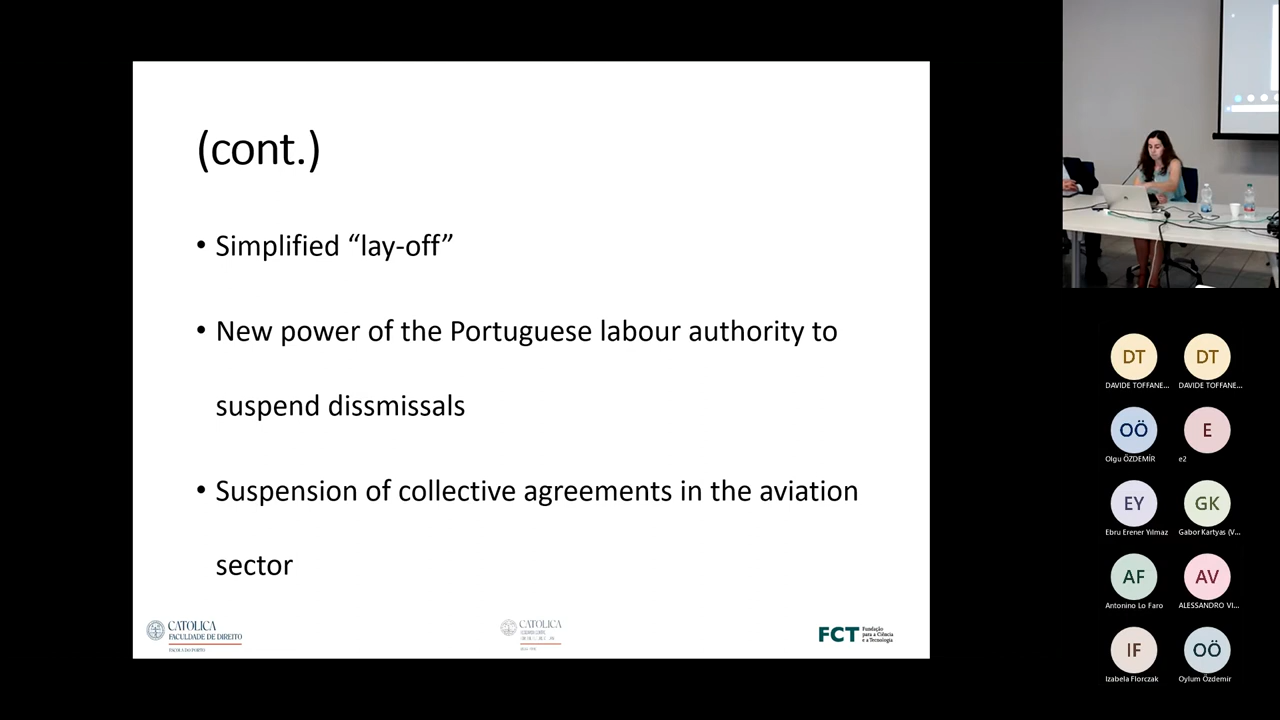 (cont.)
• Simplified “lay-off”
• New power of the Portuguese labour authority to
suspend dissmissals
• Suspension of collective agreements in the aviation
sector
CATOLICA
FACULDADE DE DIREITO
ESCOLA DO PORTO
CATOLICA
FCT
Fundação
para a Ciência
e a Tecnologia
DT
DT
DAVIDE TOFFANE...
DAVIDE TOFFANE...
OÖ
E
Olgu ÖZDEMİR
e2
EY
GK
Ebru Erener Yılmaz
Gabor Kartyas (V...
AF
AV
Antonino Lo Faro
ALESSANDRO VI...
IF
OÖ
Izabela Florczak
Oylum Özdemir